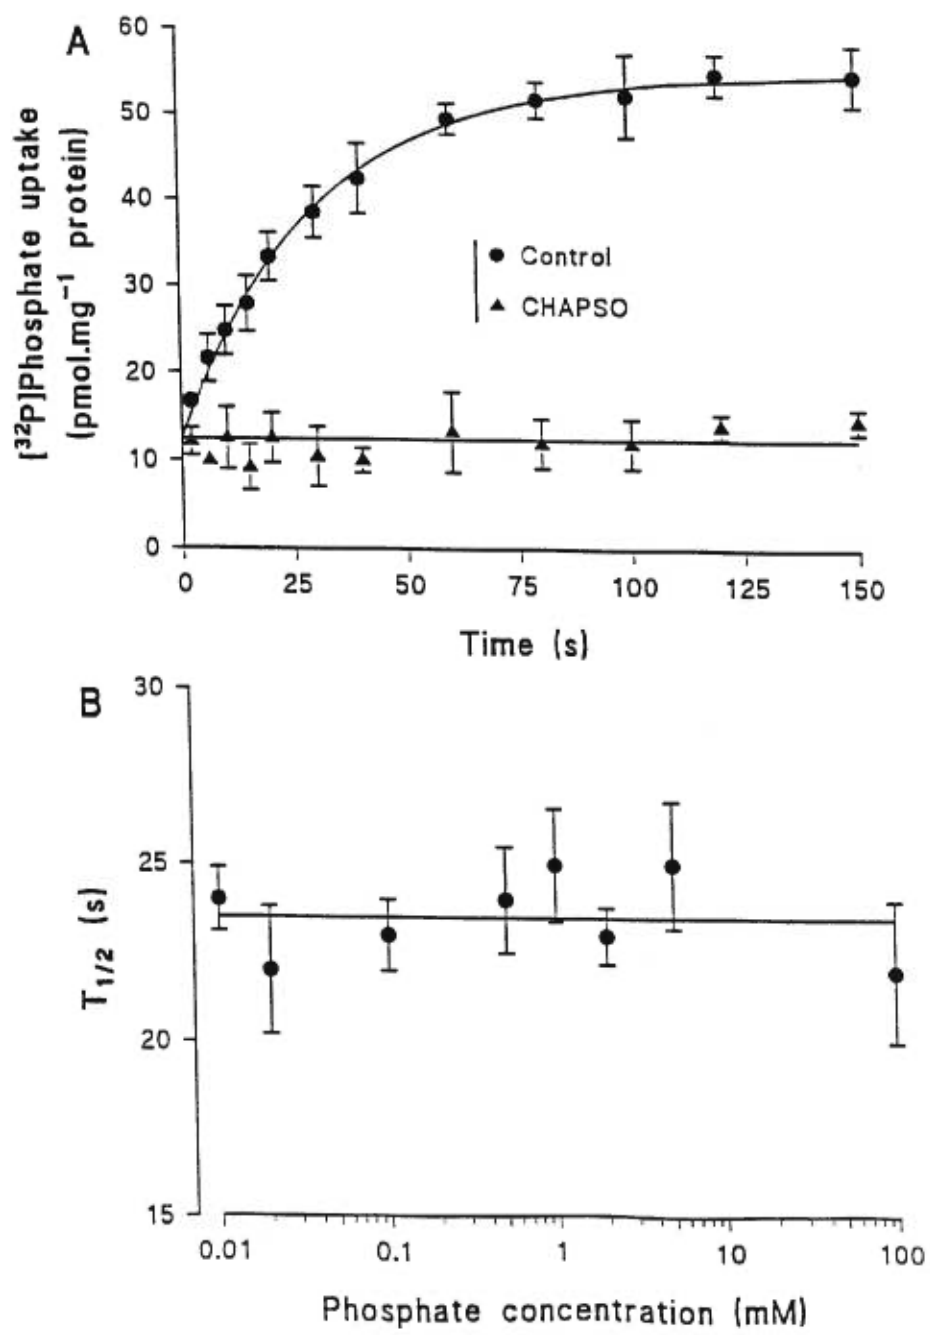 A
60
50
40
30
20
10
0
[³²P]Phosphate uptake
(pmol.mg⁻¹ protein)
Control
CHAPSO
0 25 50 75 100 125 150
Time (s)
B
30
25
20
15
T1/2 (s)
0.01 0.1 1 10 100
Phosphate concentration (mM)